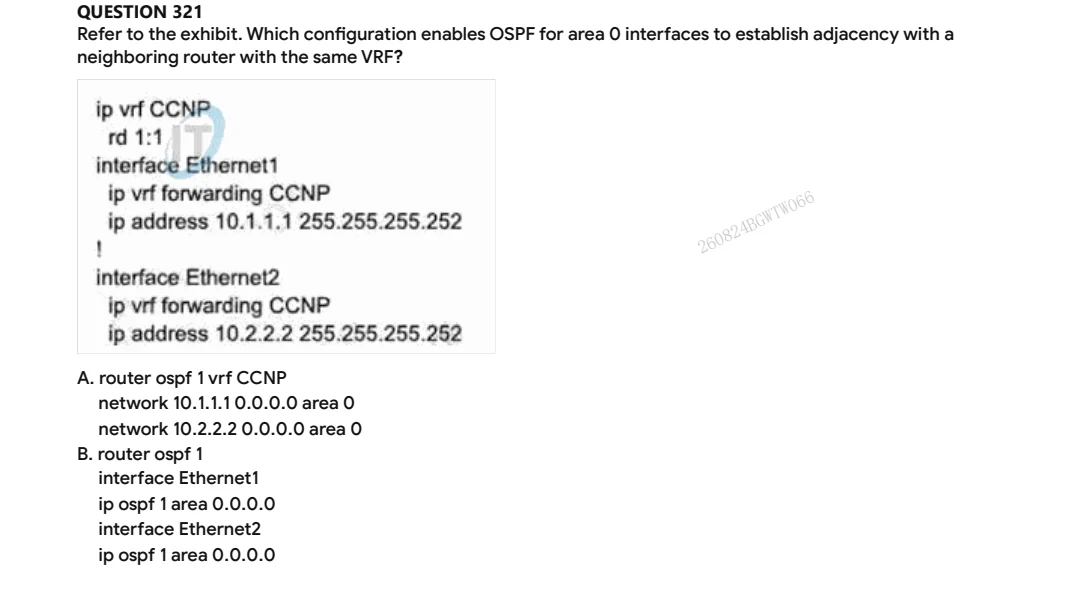 QUESTION 321
Refer to the exhibit. Which configuration enables OSPF for area 0 interfaces to establish adjacency with a
neighboring router with the same VRF?
ip vrf CCNP
rd 1:1
IT
interface Ethernet1
ip vrf forwarding CCNP
ip address 10.1.1.1 255.255.255.252
!
interface Ethernet2
ip vrf forwarding CCNP
ip address 10.2.2.2 255.255.255.252
260824BGWTW066
A. router ospf 1 vrf CCNP
network 10.1.1.1 0.0.0.0 area 0
network 10.2.2.2 0.0.0.0 area 0
B. router ospf 1
interface Ethernet1
ip ospf 1 area 0.0.0.0
interface Ethernet2
ip ospf 1 area 0.0.0.0